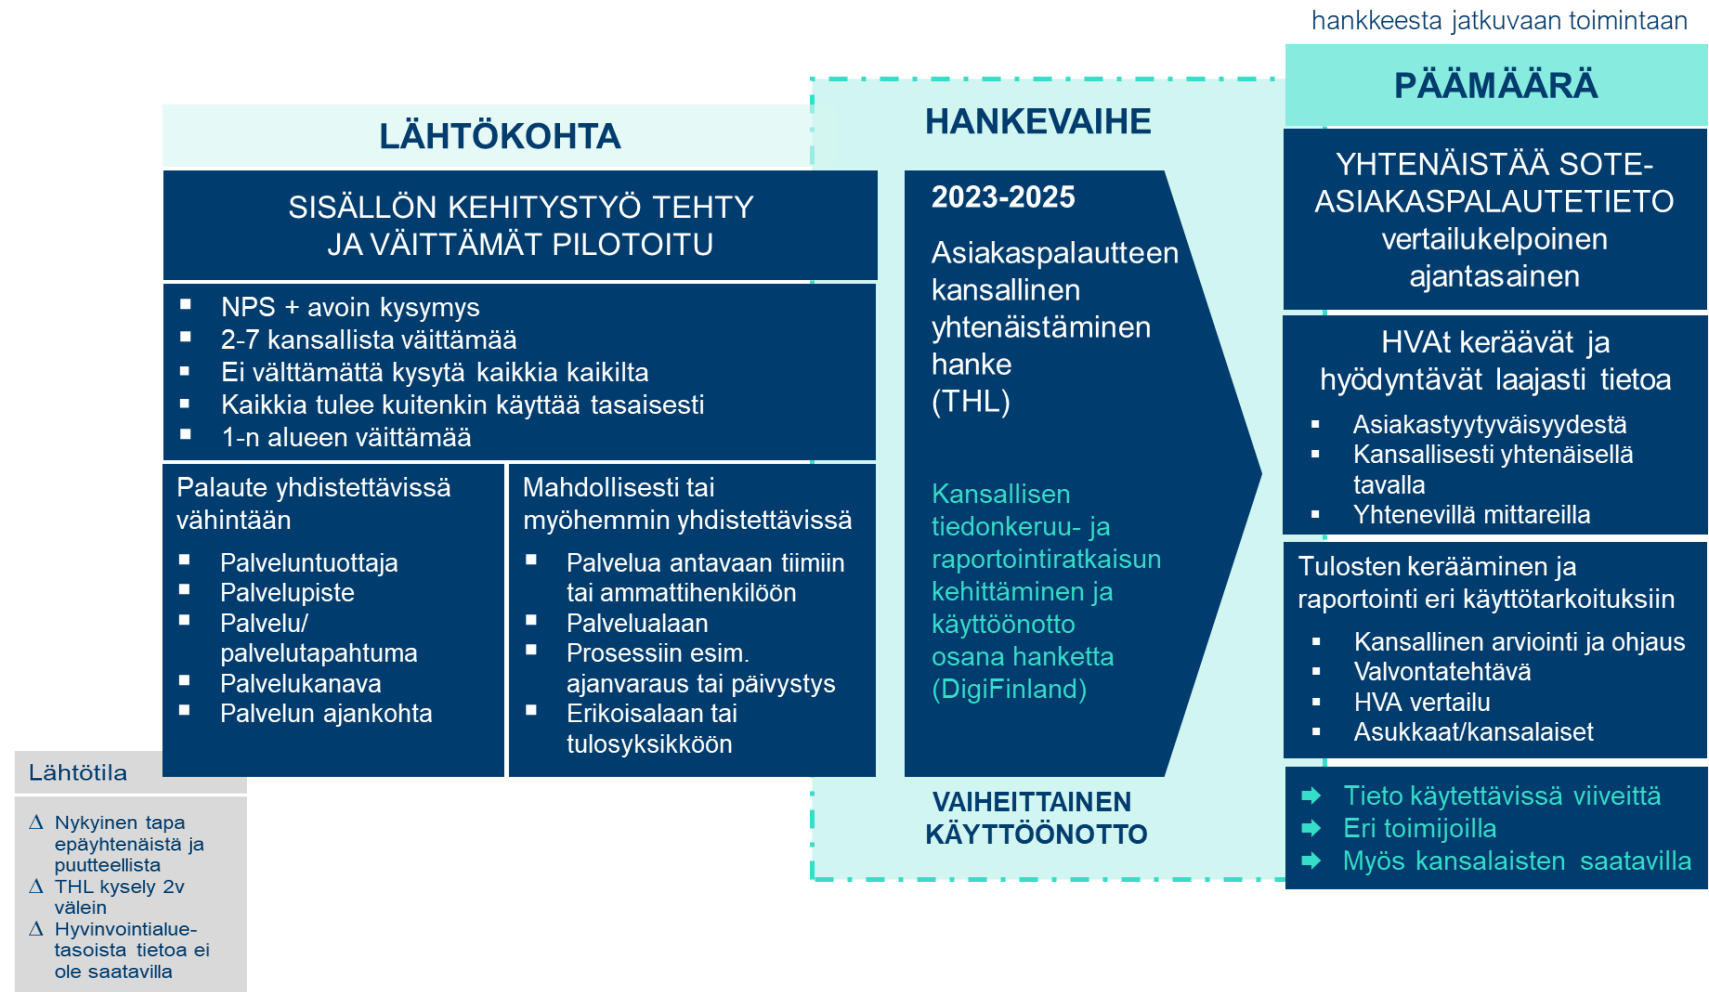 hankkeesta jatkuvaan toimintaan
LÄHTÖKOHTA
SISÄLLÖN KEHITYSTYÖ TEHTY
JA VÄITTÄMÄT PILOTOITU
▪ NPS + avoin kysymys
▪ 2-7 kansallista väittämää
▪ Ei välttämättä kysytä kaikkia kaikilta
▪ Kaikkia tulee kuitenkin käyttää tasaisesti
▪ 1-n alueen väittämää
Palaute yhdistettävissä
vähintään
▪ Palveluntuottaja
▪ Palvelupiste
▪ Palvelu/
palvelutapahtuma
▪ Palvelukanava
▪ Palvelun ajankohta
Mahdollisesti tai
myöhemmin yhdistettävissä
▪ Palvelua antavaan tiimiin
tai ammattihenkilöön
▪ Palvelualaan
▪ Prosessiin esim.
ajanvaraus tai päivystys
▪ Erikoisalaan tai
tulosyksikköön
Lähtötila
Δ Nykyinen tapa
epäyhtenäistä ja
puutteellista
Δ THL kysely 2v
välein
Δ Hyvinvointialue-
tasoista tietoa ei
ole saatavilla
HANKEVAIHE
2023-2025
Asiakaspalautteen
kansallinen
yhtenäistäminen
hanke
(THL)
Kansallisen
tiedonkeruu- ja
raportointiratkaisun
kehittäminen ja
käyttöönotto
osana hanketta
(DigiFinland)
VAIHEITTAINEN
KÄYTTÖÖNOTTO
PÄÄMÄÄRÄ
YHTENÄISTÄÄ SOTE-
ASIAKASPALAUTETIETO
vertailukelpoinen
ajantasainen
HVAt keräävät ja
hyödyntävät laajasti tietoa
▪ Asiakastyytyväisyydestä
▪ Kansallisesti yhtenäisellä
tavalla
▪ Yhtenevillä mittareilla
Tulosten kerääminen ja
raportointi eri käyttötarkoituksiin
▪ Kansallinen arviointi ja ohjaus
▪ Valvontatehtävä
▪ HVA vertailu
▪ Asukkaat/kansalaiset
➡ Tieto käytettävissä viiveittä
➡ Eri toimijoilla
➡ Myös kansalaisten saatavilla